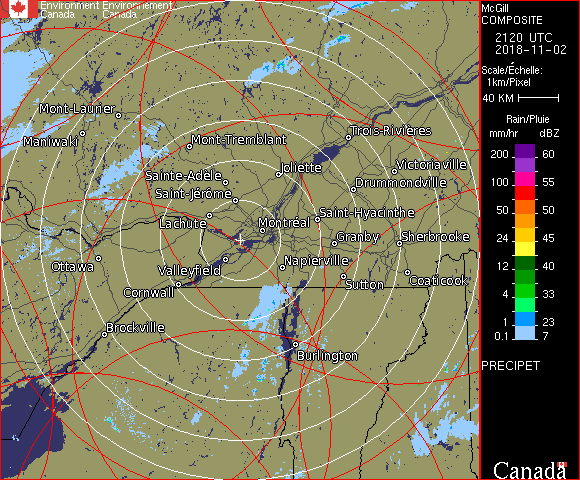 Environment Environnement
Canada Canada
McGill
COMPOSITE
2120 UTC
2018-11-02
Scale/Échelle:
1km/Pixel
40 KM
Rain/Pluie
mm/hr dBZ
200 60
150 57
100 55
50 50
24 45
12 40
4 33
1 23
0.1 7
PRECIPET
Canada
Mont-Laurier
Maniwaki
Mont-Tremblant
Trois-Rivières
Joliette
Victoriaville
Sainte-Adèle
Saint-Jérôme
Drummondville
Lachute
Montréal
Saint-Hyacinthe
Granby
Sherbrooke
Ottawa
Valleyfield
Napierville
Cornwall
Sutton
Coaticook
Brockville
Burlington